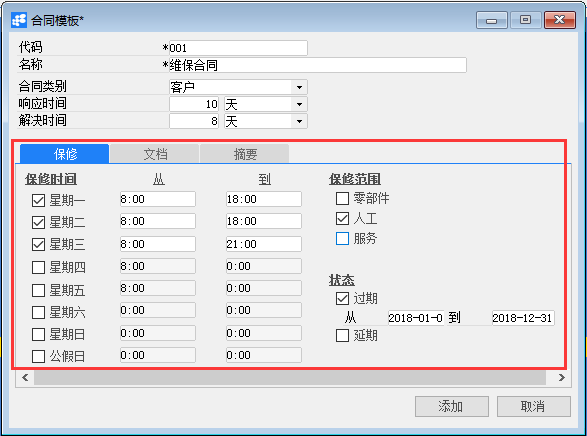 合同模板*
代码 *001
名称 *维保合同
合同类别 客户
响应时间 10 天
解决时间 8 天
保修 文档 摘要
保修时间 从 到 保修范围
星期一 8:00 18:00 零部件
星期二 8:00 18:00 人工
星期三 8:00 21:00 服务
星期四 8:00 0:00
星期五 8:00 0:00 状态
星期六 0:00 0:00 过期
从 2018-01-0 到 2018-12-31
星期日 0:00 0:00 延期
公假日 0:00 0:00
添加 取消